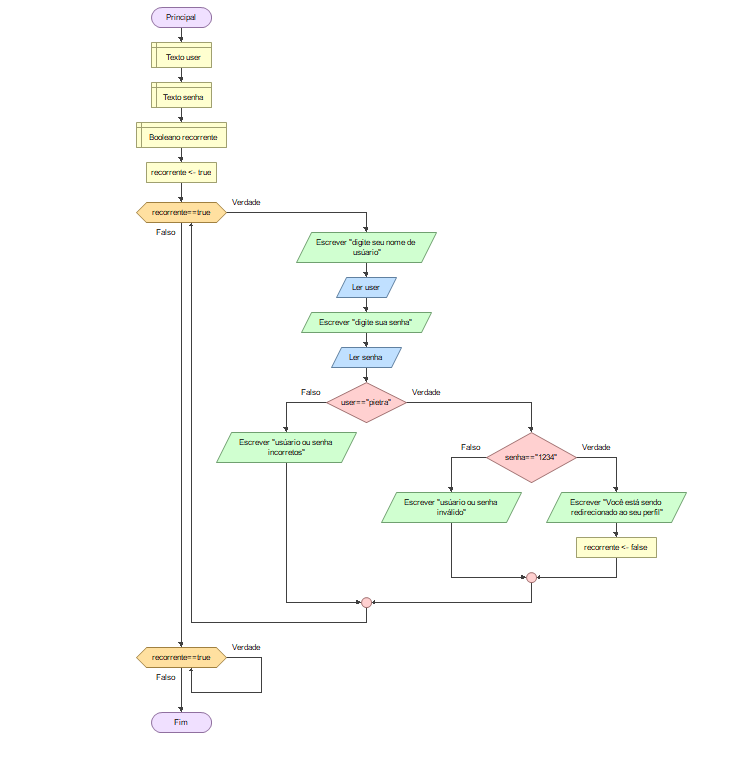 Principal
Texto user
Texto senha
Booleano recorrente
recorrente <- true
recorrente==true
Verdade
Falso
Escrever "digite seu nome de
usúario"
Ler user
Escrever "digite sua senha"
Ler senha
user=="pietra"
Falso
Verdade
Escrever "usúario ou senha
incorretos"
senha=="1234"
Falso
Verdade
Escrever "usúario ou senha
inválido"
Escrever "Você está sendo
redirecionado ao seu perfil"
recorrente <- false
recorrente==true
Verdade
Falso
Fim